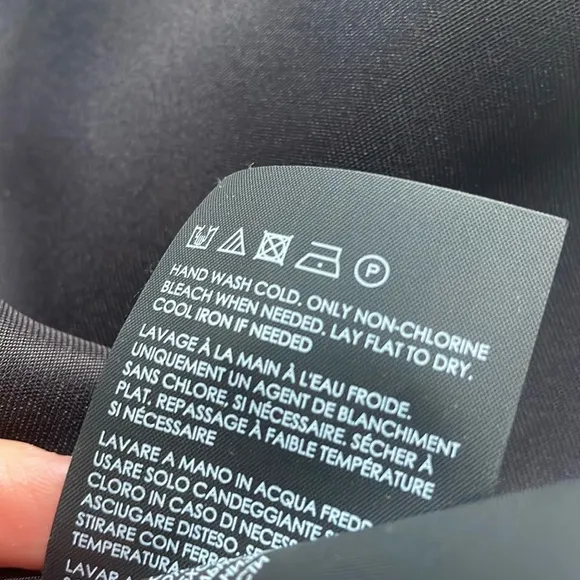 P
HAND WASH COLD. ONLY NON-CHLORINE
BLEACH WHEN NEEDED. LAY FLAT TO DRY.
COOL IRON IF NEEDED
LAVAGE À LA MAIN À L'EAU FROIDE.
UNIQUEMENT UN AGENT DE BLANCHIMENT
SANS CHLORE, SI NÉCESSAIRE. SÉCHER À
PLAT. REPASSAGE À FAIBLE TEMPÉRATURE
SI NÉCESSAIRE
LAVARE A MANO IN ACQUA
USARE SOLO CANDEGGIANTE
CLORO IN CASO DI
ASCIUGARE DISTESO.
STIRARE CON
TEMPERATURA
LAVAR A